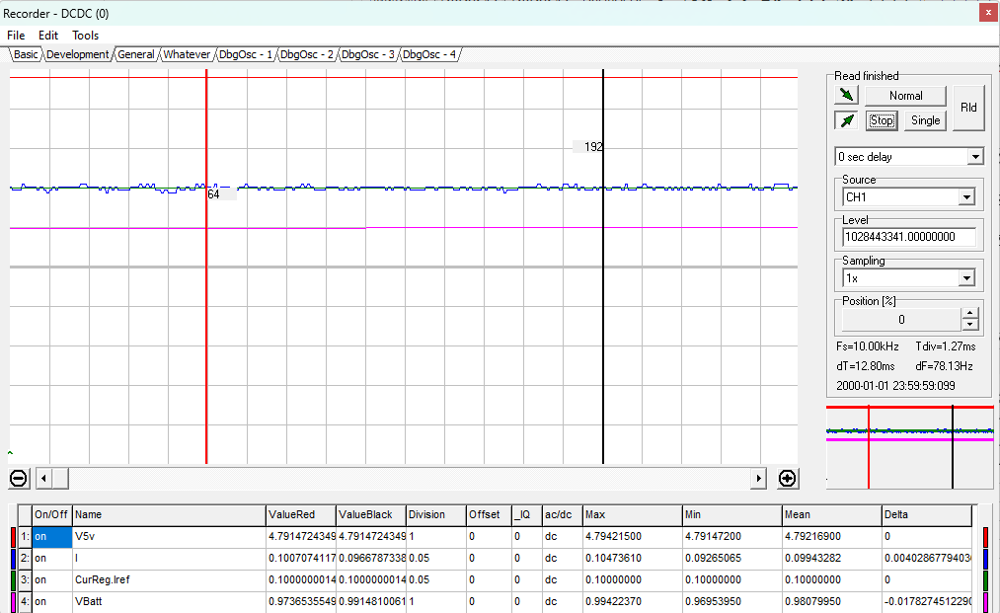 Recorder - DCDC (0)
x
File Edit Tools
Basic Development General Whatever DbgOsc - 1 DbgOsc - 2 DbgOsc - 3 DbgOsc - 4
192
64
Read finished
Normal
Rld
Stop Single
0 sec delay
Source
CH1
Level
1028443341.00000000
Sampling
1x
Position [%]
0
Fs=10.00kHz Tdiv=1.27ms
dT=12.80ms dF=78.13Hz
2000-01-01 23:59:59:099
On/Off Name ValueRed ValueBlack Division Offset _IQ ac/dc Max Min Mean Delta
1: on V5v 4.7914724349 4.7914724349 1 0 0 dc 4.79421500 4.79147200 4.79216900 0
2: on I 0.1007074117 0.0966787338 0.05 0 0 dc 0.10473610 0.09265065 0.09943282 0.0040286779403
3: on CurReg.Iref 0.1000000014 0.1000000014 0.05 0 0 dc 0.10000000 0.10000000 0.10000000 0
4: on VBatt 0.9736535549 0.9914810061 1 0 0 dc 0.99422370 0.96953950 0.98079950 -0.017827451229